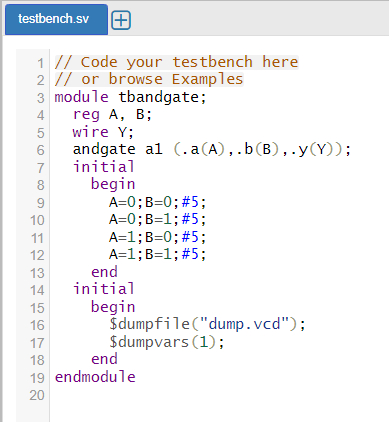 testbench.sv
1 // Code your testbench here
2 // or browse Examples
3 module tbandgate;
4   reg A, B;
5   wire Y;
6   andgate a1 (.a(A),.b(B),.y(Y));
7   initial
8     begin
9       A=0;B=0;#5;
10       A=0;B=1;#5;
11       A=1;B=0;#5;
12       A=1;B=1;#5;
13     end
14   initial
15     begin
16       $dumpfile("dump.vcd");
17       $dumpvars(1);
18     end
19 endmodule
20